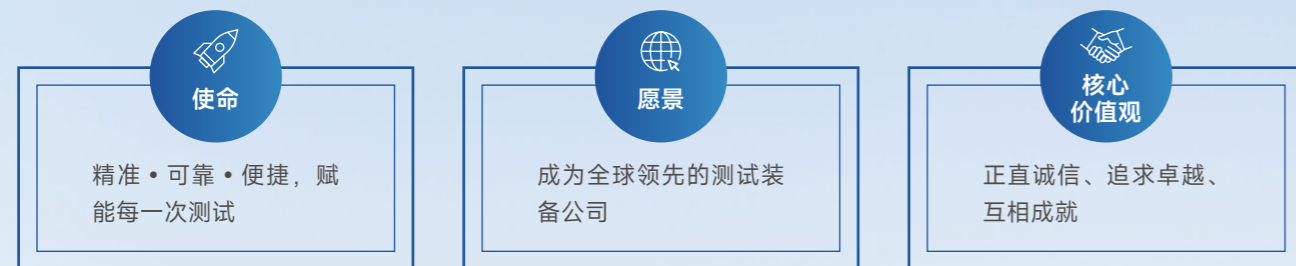 使命
精准•可靠•便捷，赋
能每一次测试
愿景
成为全球领先的测试装
备公司
核心
价值观
正直诚信、追求卓越、
互相成就